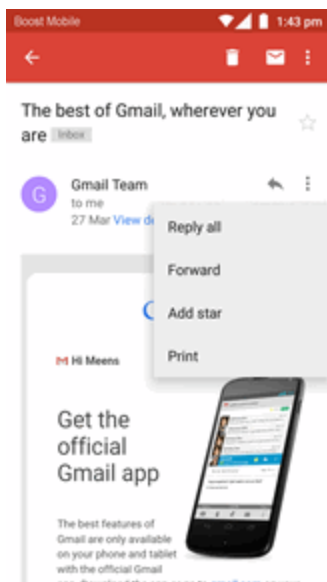 Boost Mobile 1:43 pm
The best of Gmail, wherever you
are Inbox
G Gmail Team
to me
27 Mar View de
Reply all
Forward
Add star
Print
Hi Meens
Get the
official
Gmail app
The best features of
Gmail are only available
on your phone and tablet
with the official Gmail